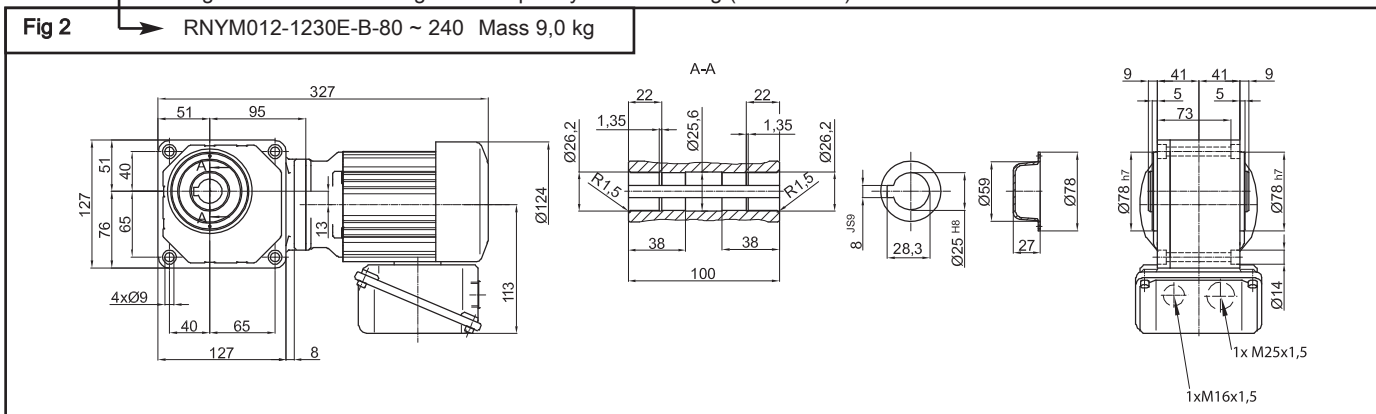 Fig 2
RNYM012-1230E-B-80 ~ 240 Mass 9,0 kg
A-A
327
51
95
51
40
127
65
76
A
A
13
Ø124
113
4xØ9
40
65
127
8
22
22
1,35
1,35
Ø26,2
Ø25,6
Ø26,2
R1,5
R1,5
38
38
100
8 JS9
28,3
Ø25 H8
Ø59
Ø78
27
9
41
41
9
5
5
73
Ø78 h7
Ø78 h7
Ø14
1x M25x1,5
1xM16x1,5